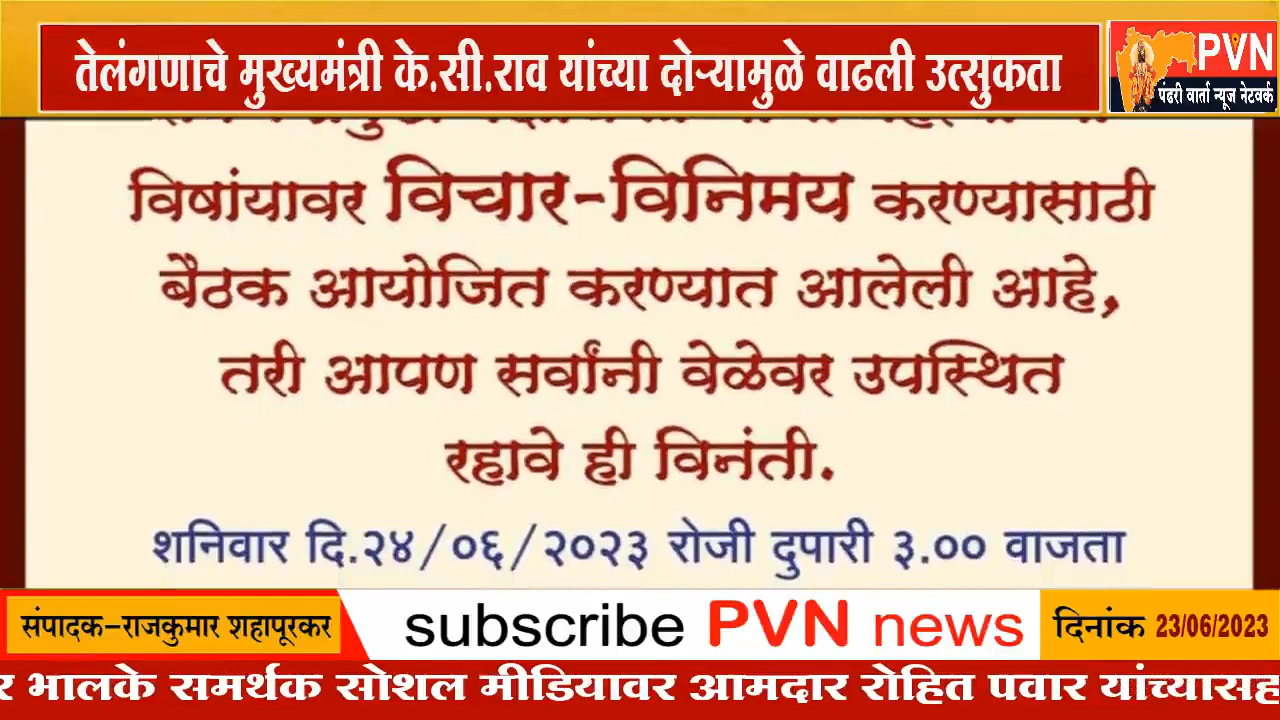 तेलंगणाचे मुख्यमंत्री के.सी.राव यांच्या दोऱ्यामुळे वाढली उत्सुकता
PVN
पंढरी वार्ता न्यूज नेटवर्क
विषांयावर विचार-विनिमय करण्यासाठी
बैठक आयोजित करण्यात आलेली आहे,
तरी आपण सर्वांनी वेळेवर उपस्थित
रहावे ही विनंती.
शनिवार दि.२४/०६/२०२३ रोजी दुपारी ३.०० वाजता
संपादक-राजकुमार शहापूरकर
subscribe PVN news
दिनांक 23/06/2023
र भालके समर्थक सोशल मीडियावर आमदार रोहित पवार यांच्यासह